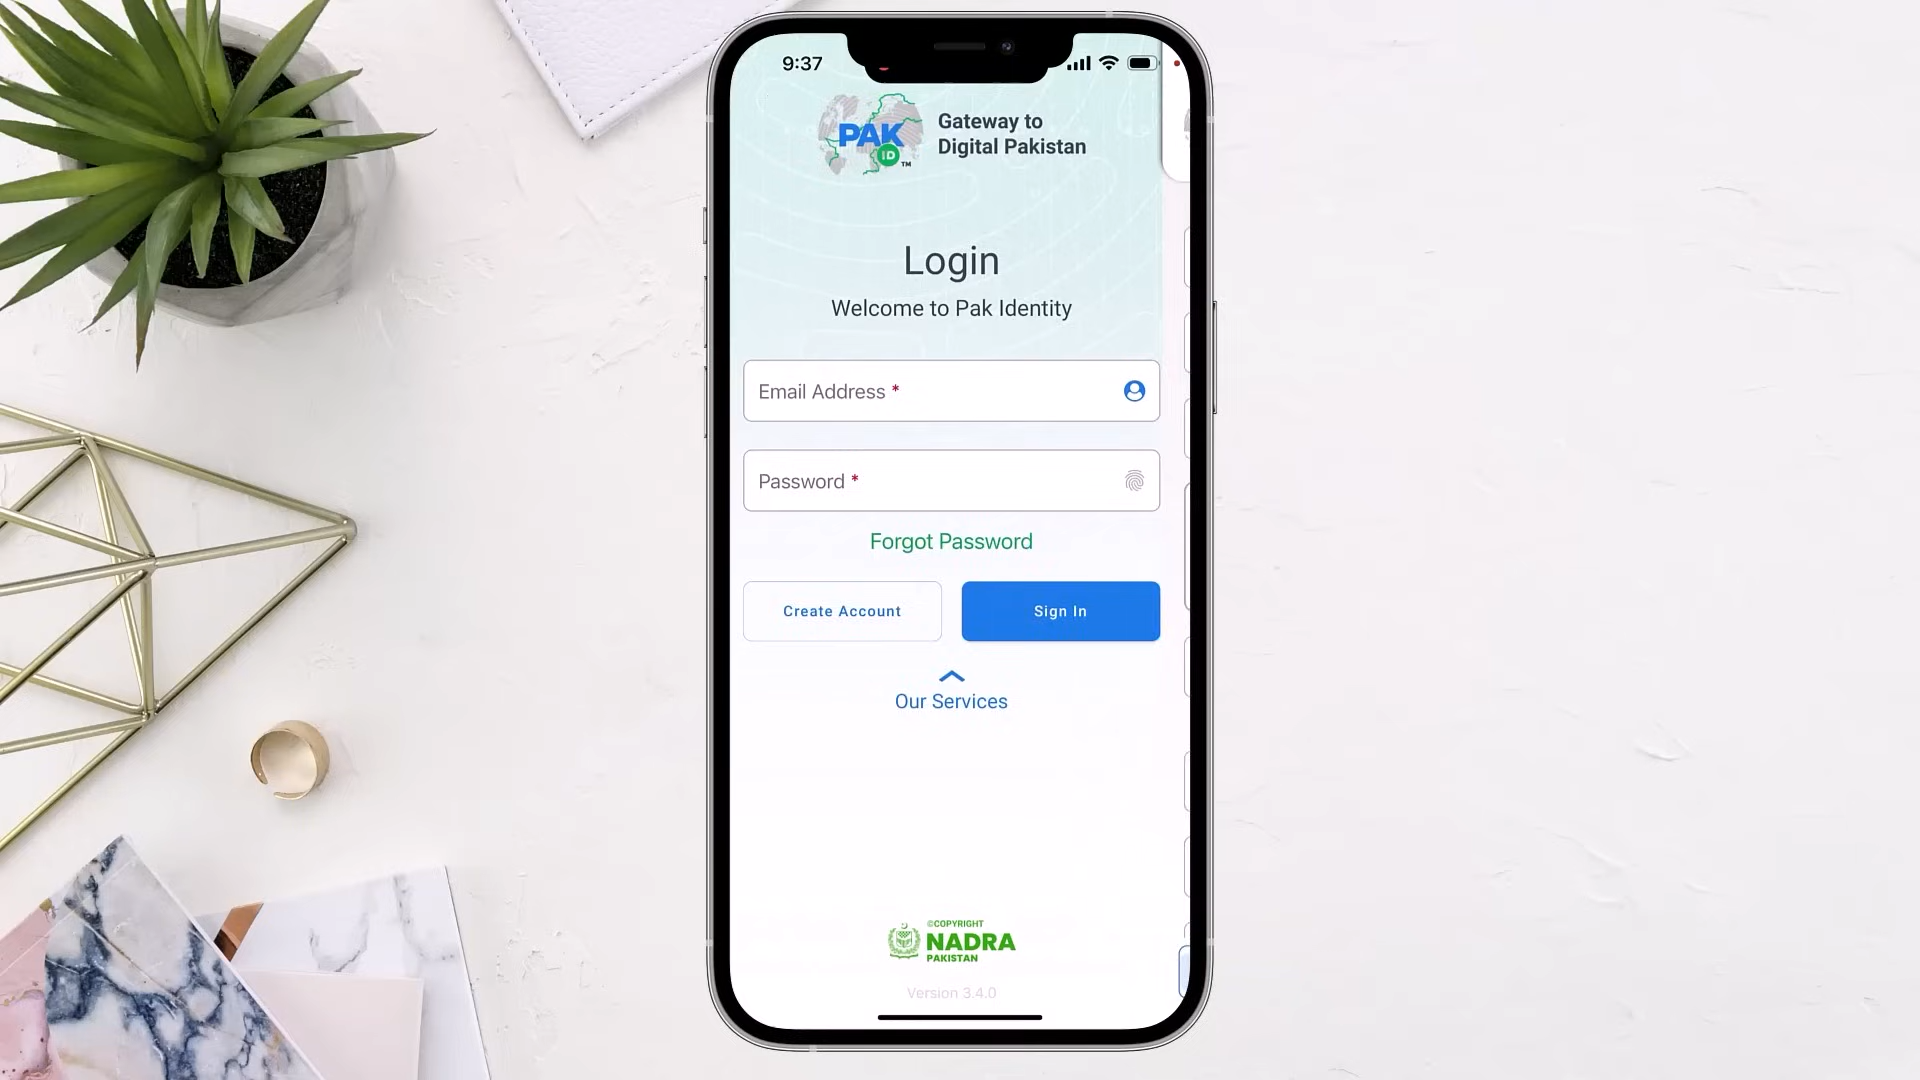 9:37
PAK
iD
TM
Gateway to
Digital Pakistan
Login
Welcome to Pak Identity
Email Address *
Password *
Forgot Password
Create Account
Sign In
Our Services
©COPYRIGHT
NADRA
PAKISTAN
Version 3.4.0